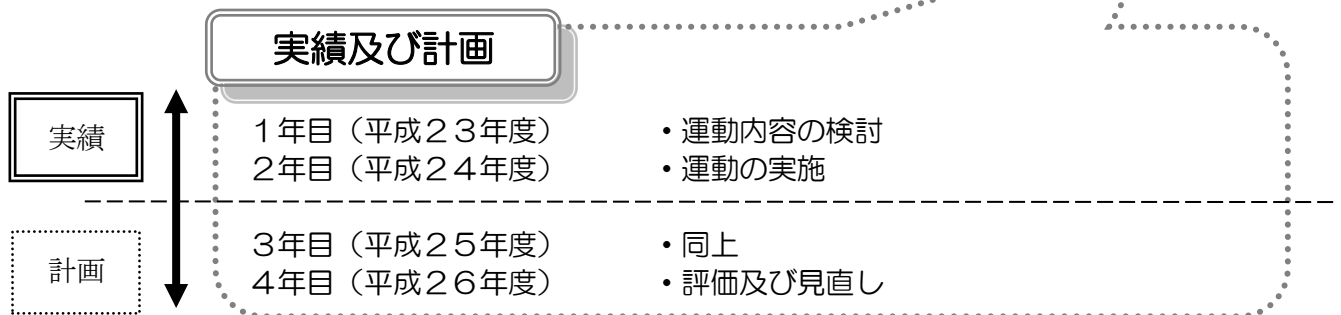 実績及び計画
実績
1年目（平成23年度） ・運動内容の検討
2年目（平成24年度） ・運動の実施
計画
3年目（平成25年度） ・同上
4年目（平成26年度） ・評価及び見直し